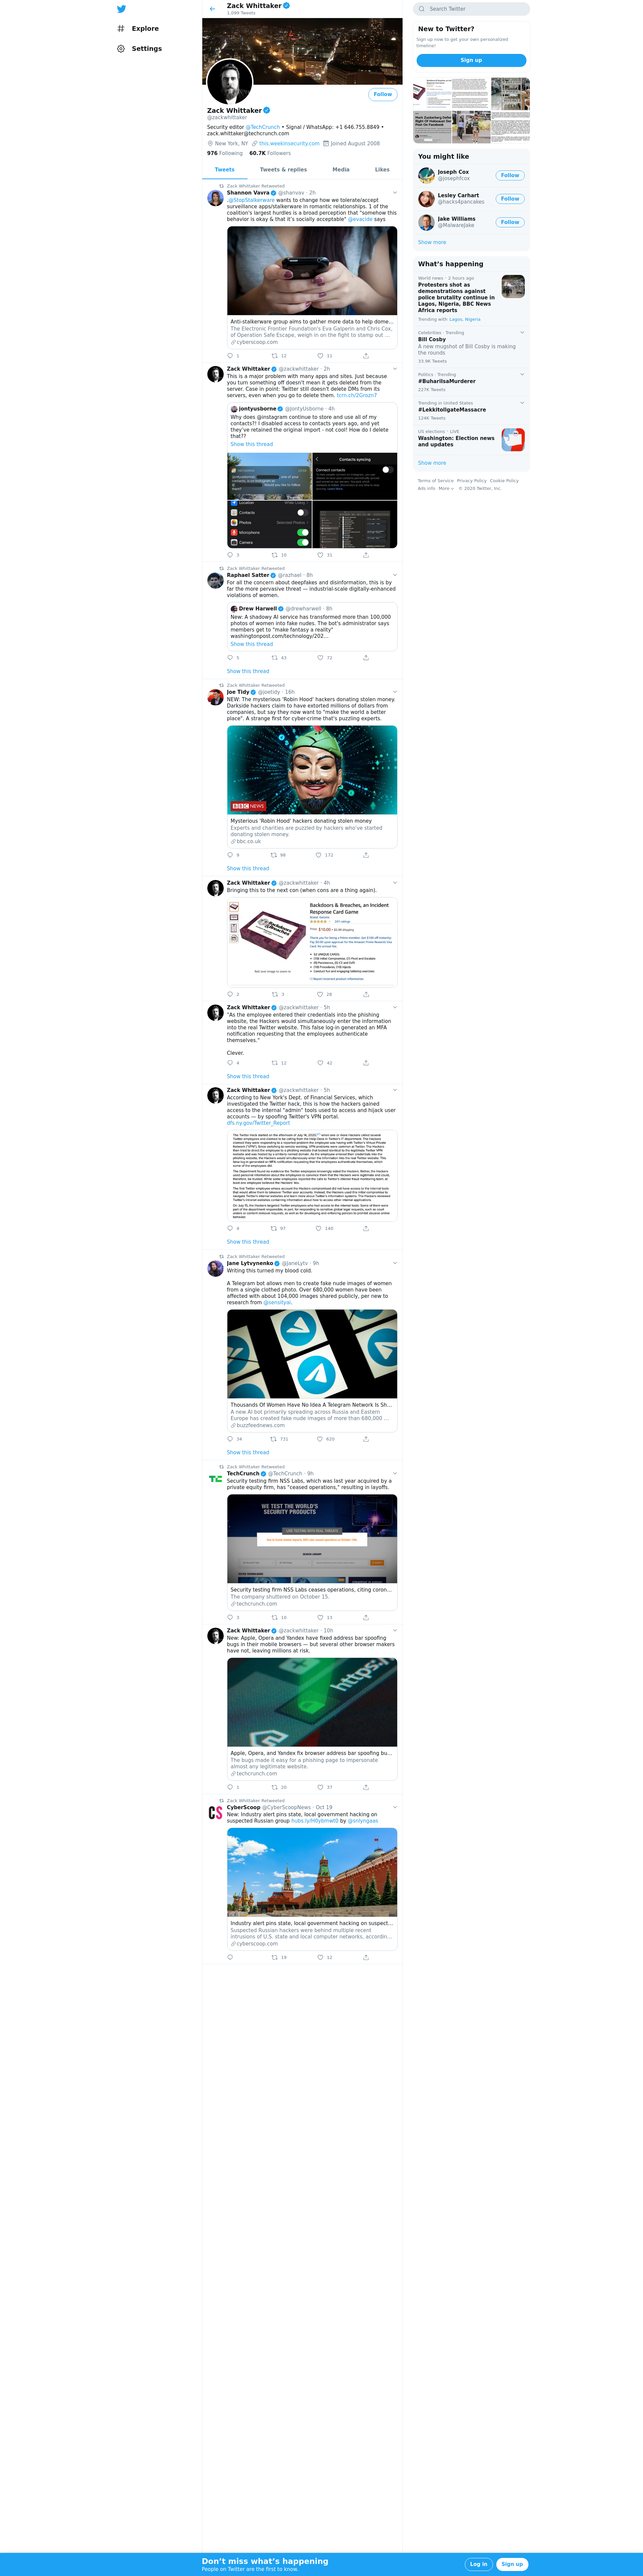 Explore
Settings
Zack Whittaker
1,099 Tweets
Follow
Zack Whittaker
@zackwhittaker
Security editor @TechCrunch • Signal / WhatsApp: +1 646.755.8849 •
zack.whittaker@techcrunch.com
New York, NY this.weekinsecurity.com Joined August 2008
976 Following 60.7K Followers
Tweets Tweets & replies Media Likes
Zack Whittaker Retweeted
Shannon Vavra @shanvav · 2h
.@StopStalkerware wants to change how we tolerate/accept
surveillance apps/stalkerware in romantic relationships. 1 of the
coalition's largest hurdles is a broad perception that "somehow this
behavior is okay & that it's socially acceptable" @evacide says
Anti-stalkerware group aims to gather more data to help dome...
The Electronic Frontier Foundation's Eva Galperin and Chris Cox,
of Operation Safe Escape, weigh in on the fight to stamp out ...
cyberscoop.com
1 12 11
Zack Whittaker @zackwhittaker · 2h
This is a major problem with many apps and sites. Just because
you turn something off doesn't mean it gets deleted from the
server. Case in point: Twitter still doesn't delete DMs from its
servers, even when you go to delete them. tcrn.ch/2Grozn7
jontyusborne @JontyUsborne · 4h
Why does @instagram continue to store and use all of my
contacts?? I disabled access to contacts years ago, and yet
they've retained the original import - not cool! How do I delete
that??
Show this thread
Contacts syncing
Connect contacts
Location While Using
Contacts
Photos Selected Photos
Microphone
Camera
3 10 31
Zack Whittaker Retweeted
Raphael Satter @razhael · 8h
For all the concern about deepfakes and disinformation, this is by
far the more pervasive threat — industrial-scale digitally-enhanced
violations of women.
Drew Harwell @drewharwell · 8h
New: A shadowy AI service has transformed more than 100,000
photos of women into fake nudes. The bot's administrator says
members get to "make fantasy a reality"
washingtonpost.com/technology/202...
Show this thread
5 43 72
Show this thread
Zack Whittaker Retweeted
Joe Tidy @joetidy · 16h
NEW: The mysterious 'Robin Hood' hackers donating stolen money.
Darkside hackers claim to have extorted millions of dollars from
companies, but say they now want to "make the world a better
place". A strange first for cyber-crime that's puzzling experts.
BBC NEWS
Mysterious 'Robin Hood' hackers donating stolen money
Experts and charities are puzzled by hackers who've started
donating stolen money.
bbc.co.uk
9 98 172
Show this thread
Zack Whittaker @zackwhittaker · 4h
Bringing this to the next con (when cons are a thing again).
Backdoors & Breaches, an Incident
Response Card Game
2 3 26
Zack Whittaker @zackwhittaker · 5h
"As the employee entered their credentials into the phishing
website, the Hackers would simultaneously enter the information
into the real Twitter website. This false log-in generated an MFA
notification requesting that the employees authenticate
themselves."
Clever.
4 12 42
Show this thread
Zack Whittaker @zackwhittaker · 5h
According to New York's Dept. of Financial Services, which
investigated the Twitter hack, this is how the hackers gained
access to the internal "admin" tools used to access and hijack user
accounts — by spoofing Twitter's VPN portal.
dfs.ny.gov/Twitter_Report
4 97 140
Show this thread
Zack Whittaker Retweeted
Jane Lytvynenko @JaneLytv · 9h
Writing this turned my blood cold.
A Telegram bot allows men to create fake nude images of women
from a single clothed photo. Over 680,000 women have been
affected with about 104,000 images shared publicly, per new to
research from @sensityai.
Thousands Of Women Have No Idea A Telegram Network Is Sh...
A new AI bot primarily spreading across Russia and Eastern
Europe has created fake nude images of more than 680,000 ...
buzzfeednews.com
34 731 620
Show this thread
Zack Whittaker Retweeted
TechCrunch @TechCrunch · 9h
Security testing firm NSS Labs, which was last year acquired by a
private equity firm, has "ceased operations," resulting in layoffs.
WE TEST THE WORLD'S
SECURITY PRODUCTS
Security testing firm NSS Labs ceases operations, citing coron...
The company shuttered on October 15.
techcrunch.com
3 10 13
Zack Whittaker @zackwhittaker · 10h
New: Apple, Opera and Yandex have fixed address bar spoofing
bugs in their mobile browsers — but several other browser makers
have not, leaving millions at risk.
https:/
Apple, Opera, and Yandex fix browser address bar spoofing bu...
The bugs made it easy for a phishing page to impersonate
almost any legitimate website.
techcrunch.com
1 20 37
Zack Whittaker Retweeted
CyberScoop @CyberScoopNews · Oct 19
New: Industry alert pins state, local government hacking on
suspected Russian group hubs.ly/H0ybmwt0 by @snlyngaas
Industry alert pins state, local government hacking on suspect...
Suspected Russian hackers were behind multiple recent
intrusions of U.S. state and local computer networks, accordin...
cyberscoop.com
19 12
Search Twitter
New to Twitter?
Sign up now to get your own personalized
timeline!
Sign up
You might like
Joseph Cox
@josephfcox
Follow
Lesley Carhart
@hacks4pancakes
Follow
Jake Williams
@MalwareJake
Follow
Show more
What's happening
World news · 2 hours ago
Protesters shot as
demonstrations against
police brutality continue in
Lagos, Nigeria, BBC News
Africa reports
Trending with Lagos, Nigeria
Celebrities · Trending
Bill Cosby
A new mugshot of Bill Cosby is making
the rounds
33.9K Tweets
Politics · Trending
#BuhariIsaMurderer
227K Tweets
Trending in United States
#LekkitollgateMassacre
124K Tweets
US elections · LIVE
Washington: Election news
and updates
Show more
Terms of Service Privacy Policy Cookie Policy
Ads info More © 2020 Twitter, Inc.
Don't miss what's happening
People on Twitter are the first to know.
Log in Sign up